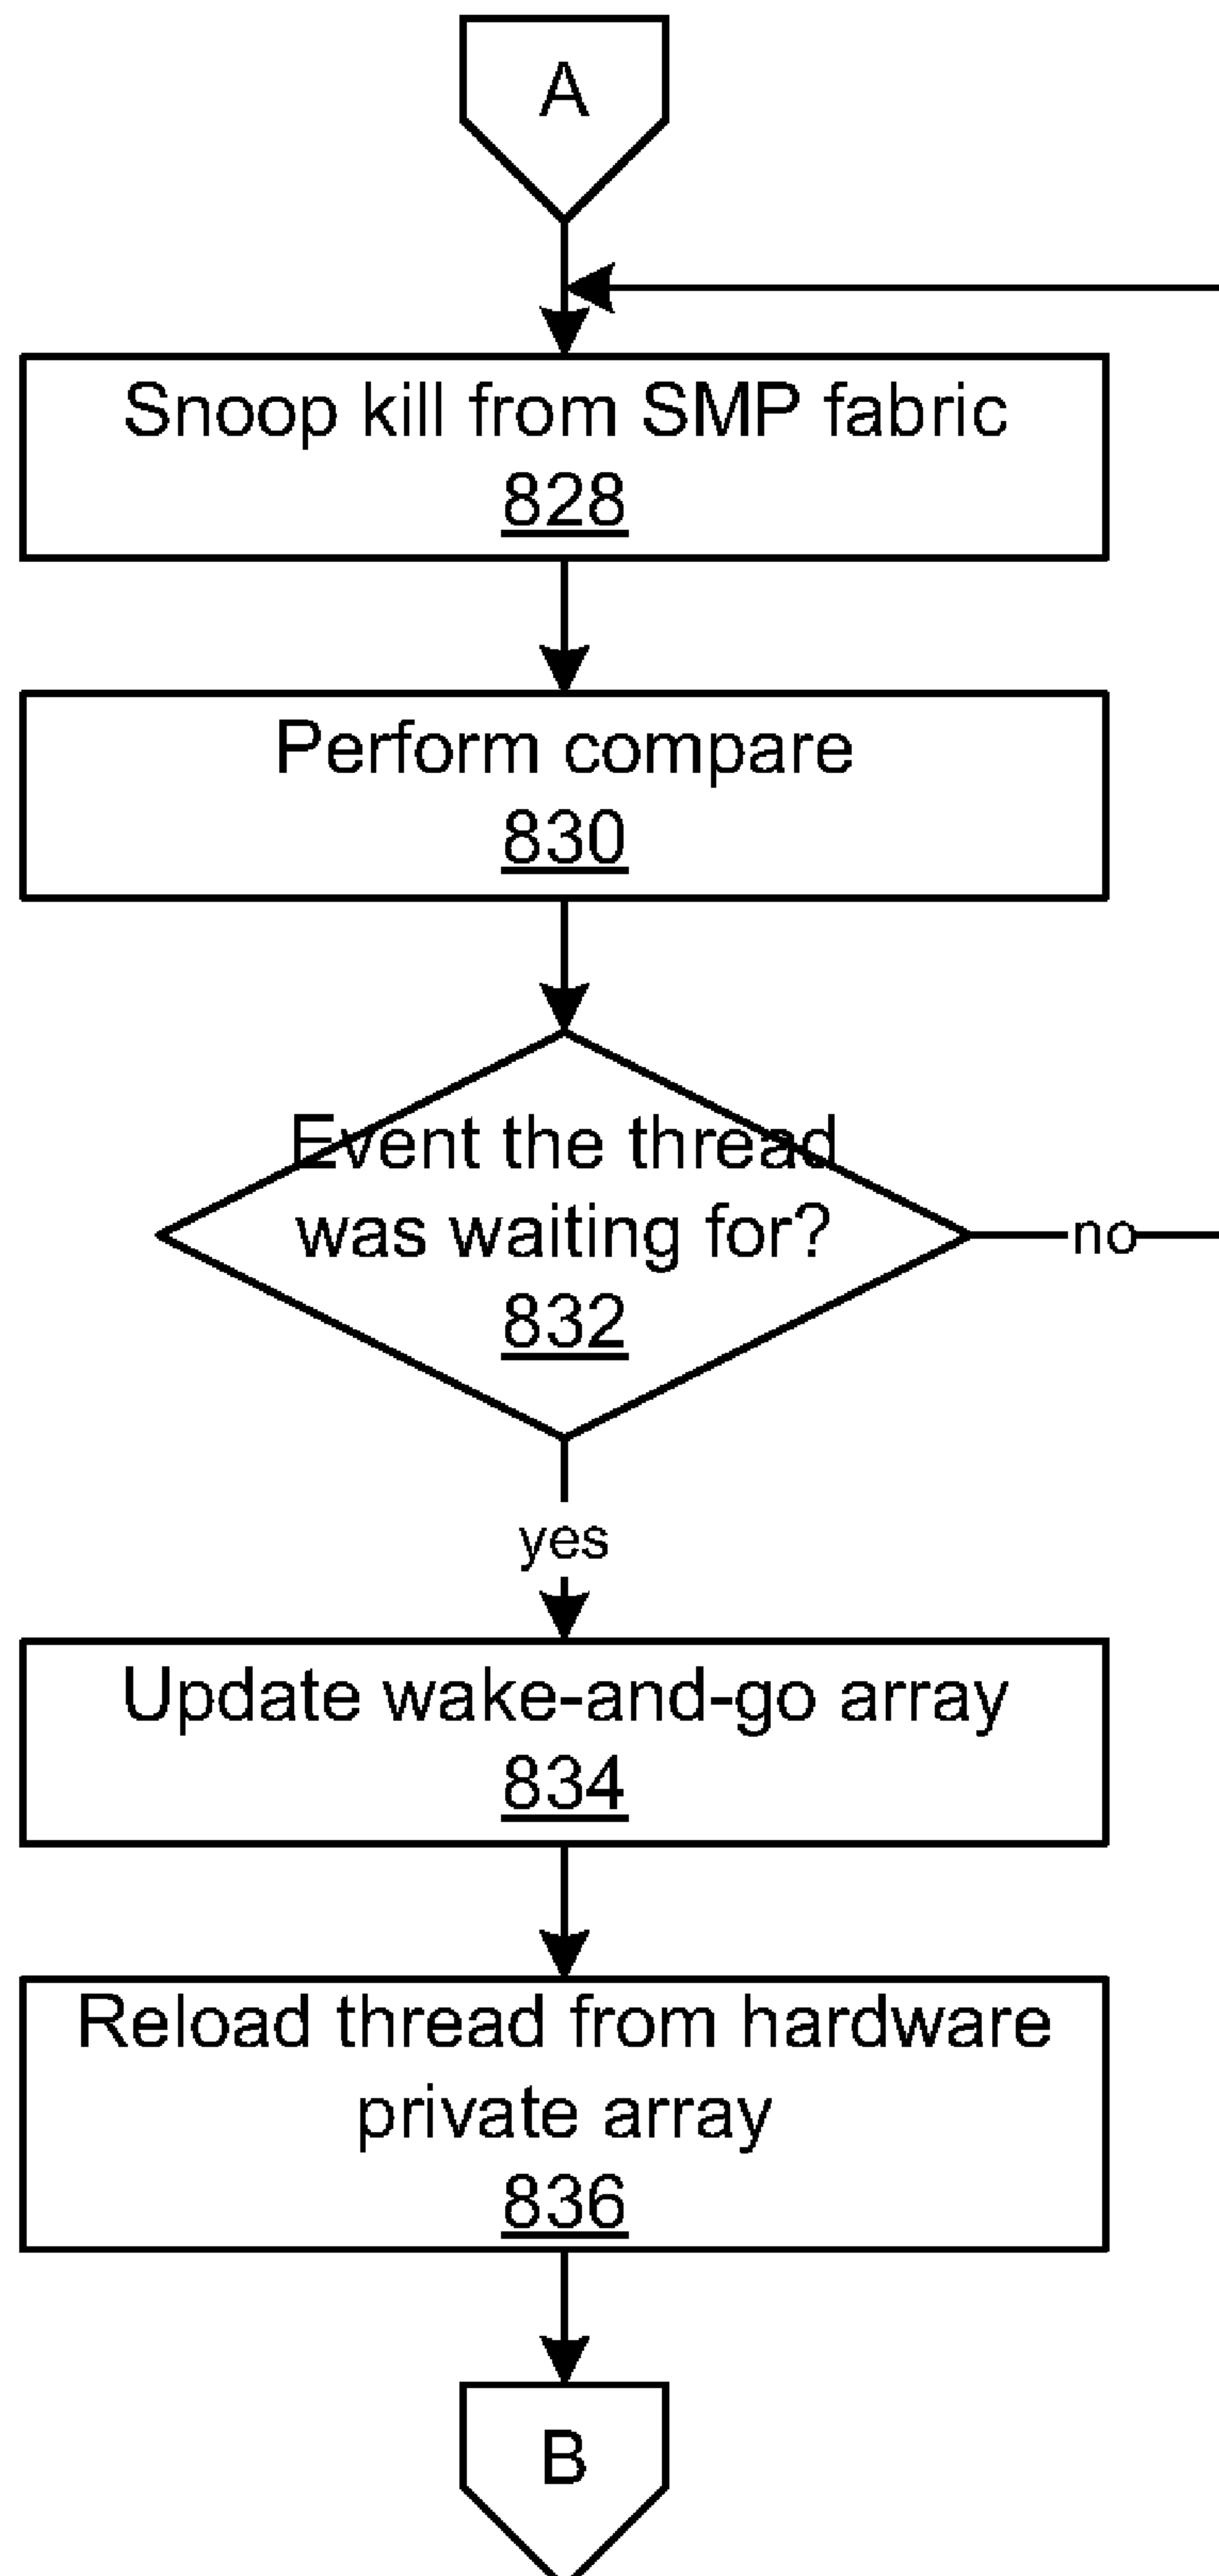 A
Snoop kill from SMP fabric
828
Perform compare
830
Event the thread
was waiting for?
832
no
yes
Update wake-and-go array
834
Reload thread from hardware
private array
836
B